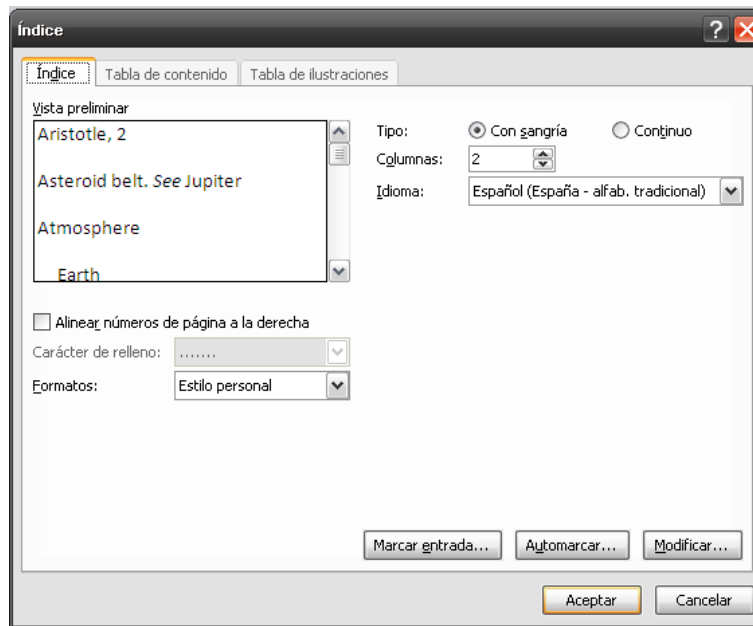 Índice
Índice Tabla de contenido Tabla de ilustraciones
Vista preliminar
Aristotle, 2
Asteroid belt. See Jupiter
Atmosphere
Earth
Tipo: Con sangría Continuo
Columnas: 2
Idioma: Español (España - alfab. tradicional)
Alinear números de página a la derecha
Carácter de relleno: .......
Formatos: Estilo personal
Marcar entrada... Automarcar... Modificar...
Aceptar Cancelar